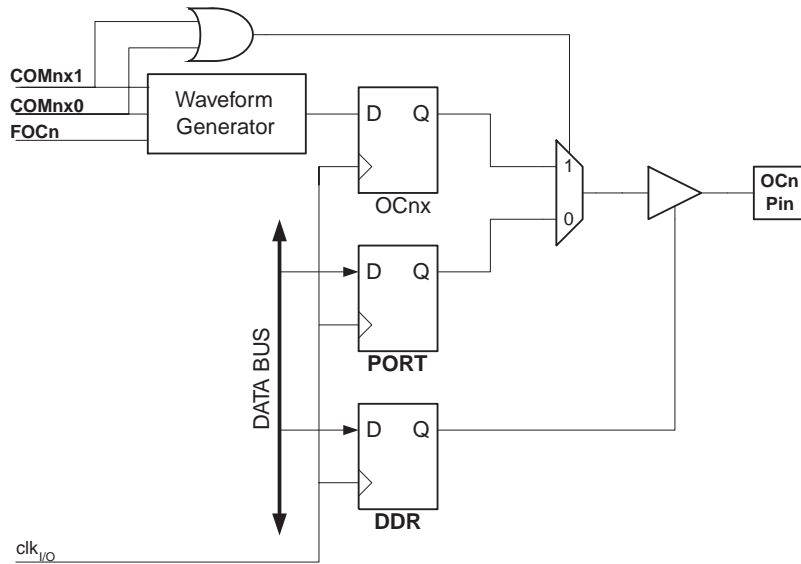 COMnx1
COMnx0
FOCn
Waveform
Generator
D Q
OCnx
1
0
OCn
Pin
D Q
PORT
DATA BUS
D Q
DDR
clkI/O